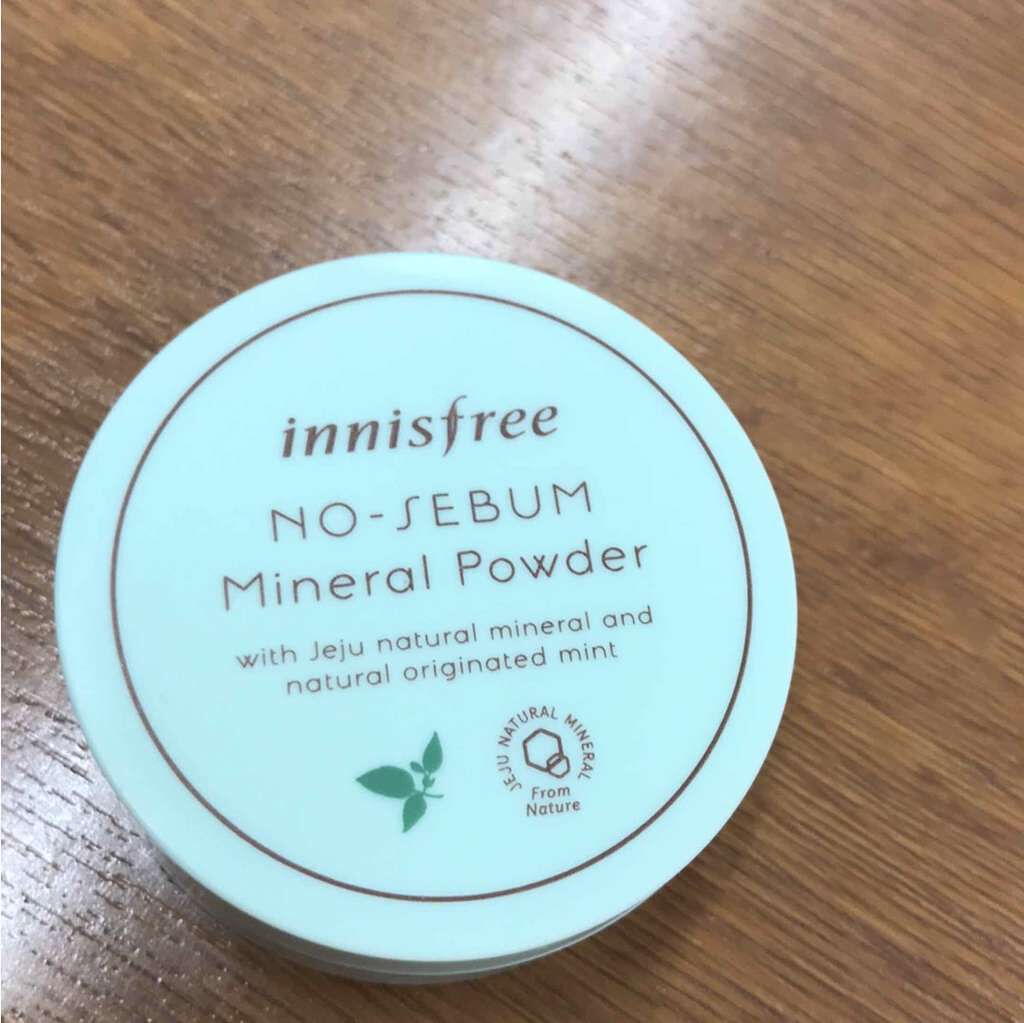 innisfree
NO-SEBUM
Mineral Powder
with Jeju natural mineral and
natural originated mint
JEJU NATURAL MINERAL
From
Nature